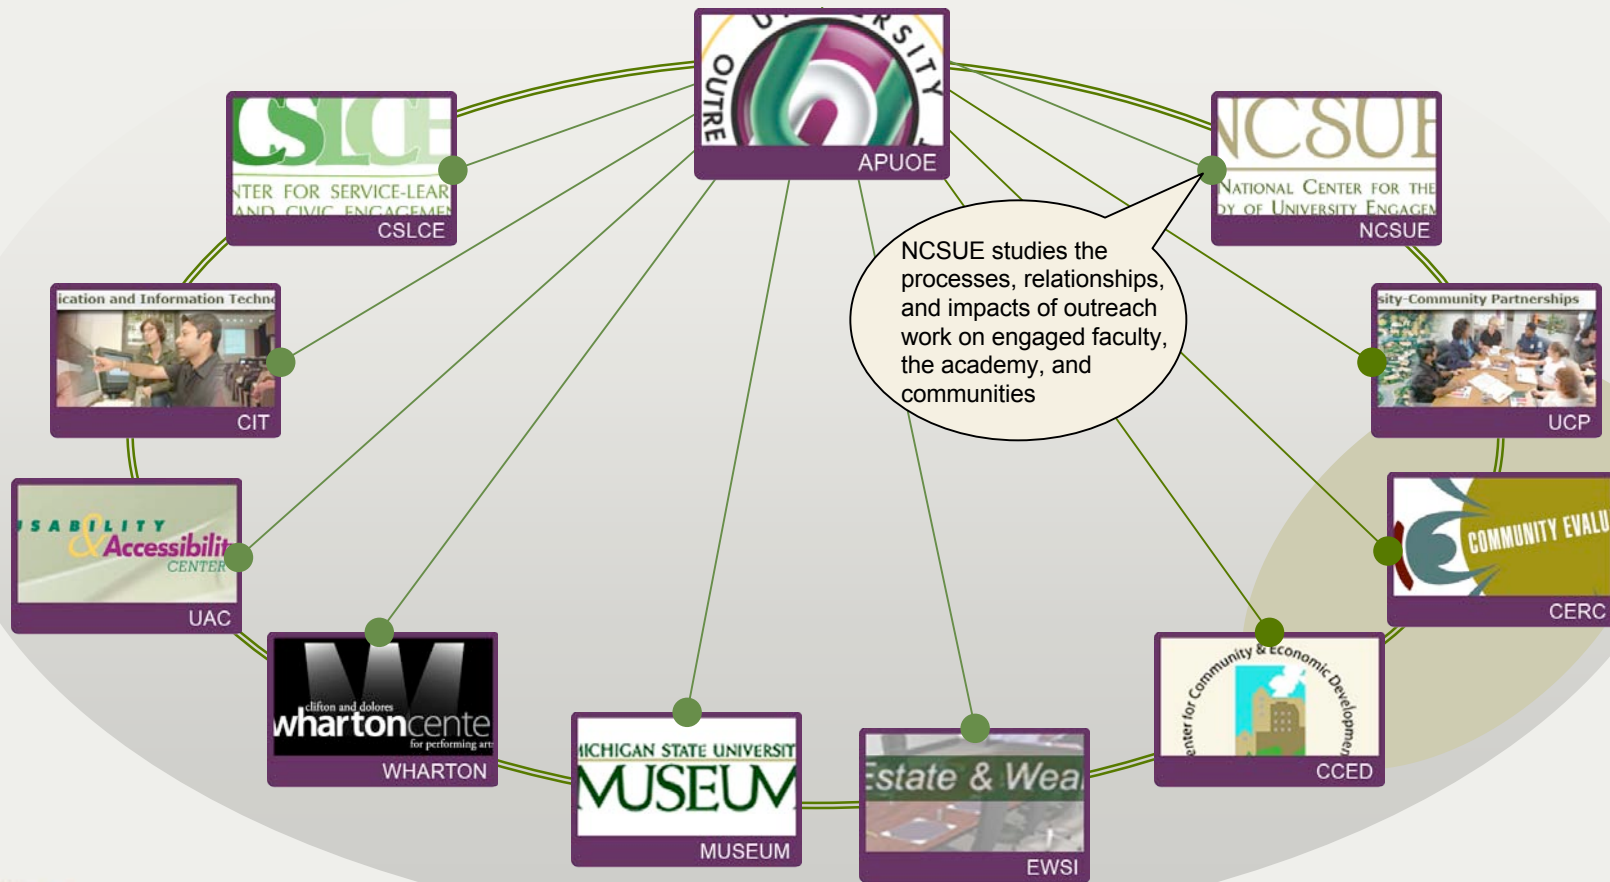 UNIVERSITY
OUTRE
APUOE
CSLCE
NTER FOR SERVICE-LEAR
AND CIVIC ENGAGEMEN
CSLCE
NCSUE
NATIONAL CENTER FOR THE
DY OF UNIVERSITY ENGAGEM
NCSUE
NCSUE studies the
processes, relationships,
and impacts of outreach
work on engaged faculty,
the academy, and
communities
ication and Information Techno
CIT
sity-Community Partnerships
UCP
USABILITY
& Accessibilit
CENTER
UAC
COMMUNITY EVALU
CERC
clifton and dolores
whartoncente
for performing art
WHARTON
MICHIGAN STATE UNIVERSIT
MUSEUM
MUSEUM
Estate & Wea
EWSI
enter for Community & Economic Development
CCED